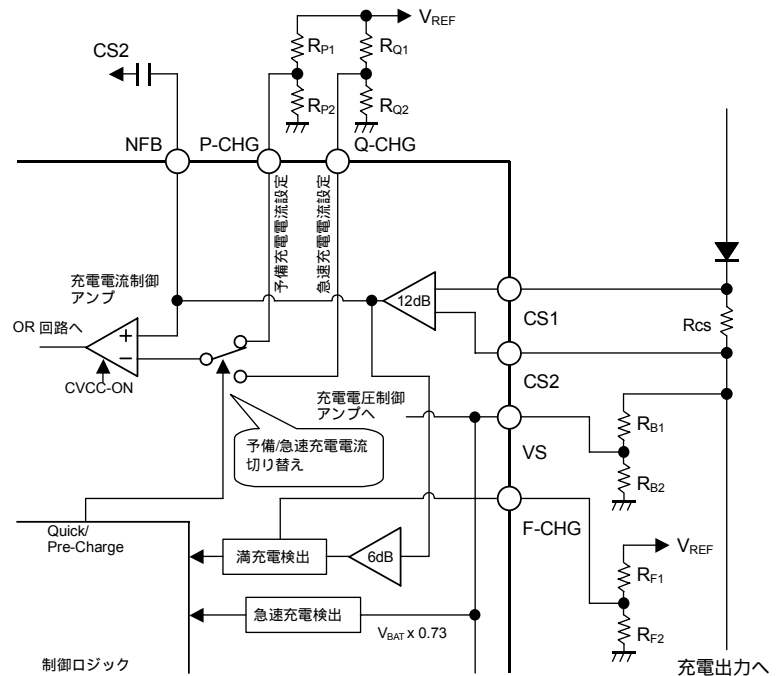 VREF
CS2
RP1
RQ1
RP2
RQ2
NFB
P-CHG
Q-CHG
予備充電電流設定
急速充電電流設定
充電電流制御
アンプ
12dB
CS1
Rcs
OR 回路へ
+
−
CVCC-ON
CS2
充電電圧制御
アンプへ
RB1
VS
RB2
予備/急速充電電流
切り替え
F-CHG
Quick/
Pre-Charge
VREF
満充電検出
6dB
RF1
急速充電検出
VBAT x 0.73
RF2
制御ロジック
充電出力へ